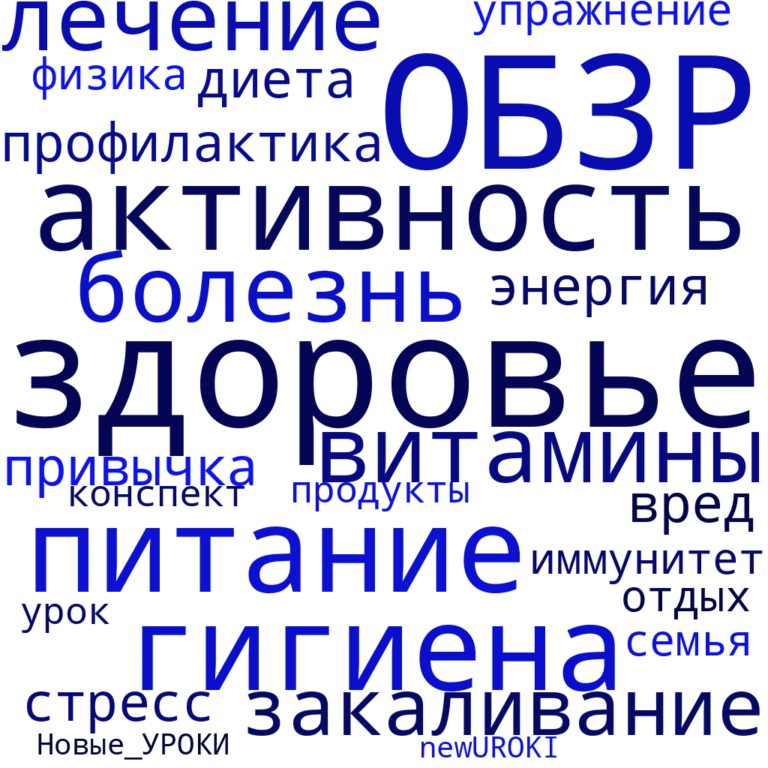 лечение
упражнение
физика
диета
ОБЗР
профилактика
активность
болезнь
энергия
здоровье
витамины
привычка
конспект
продукты
вред
питание
иммунитет
отдых
урок
гигиена
семья
стресс
закаливание
Новые_УРОКИ
newUROKI